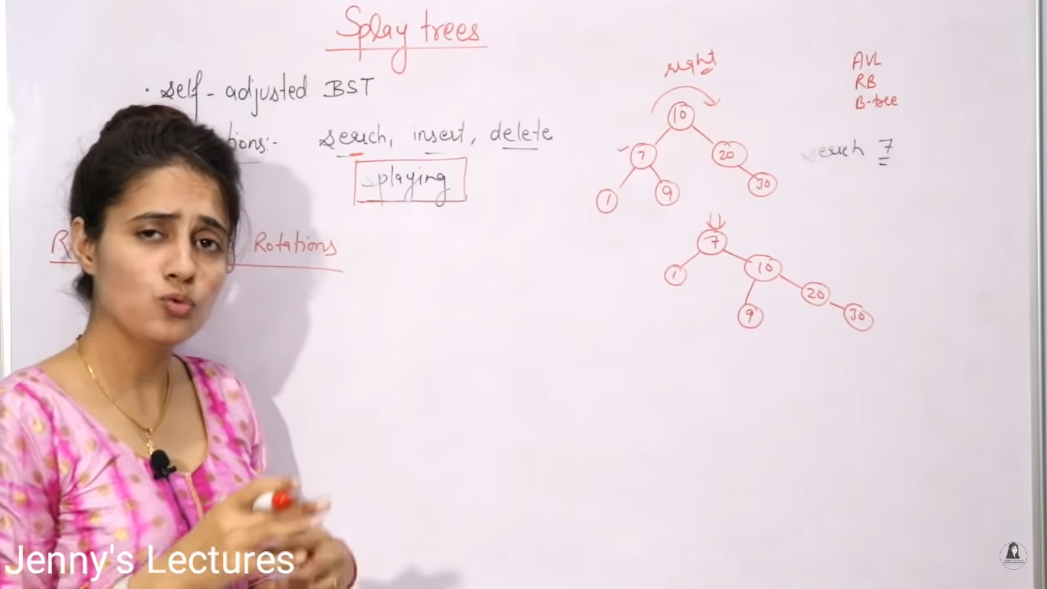 Splay trees
· self-adjusted BST
tions:- search, insert, delete
splaying
R Rotations
right
10
7 20
1 9 30
AVL
RB
B-tree
search 7
7
1 10
9 20
30
Jenny's Lectures